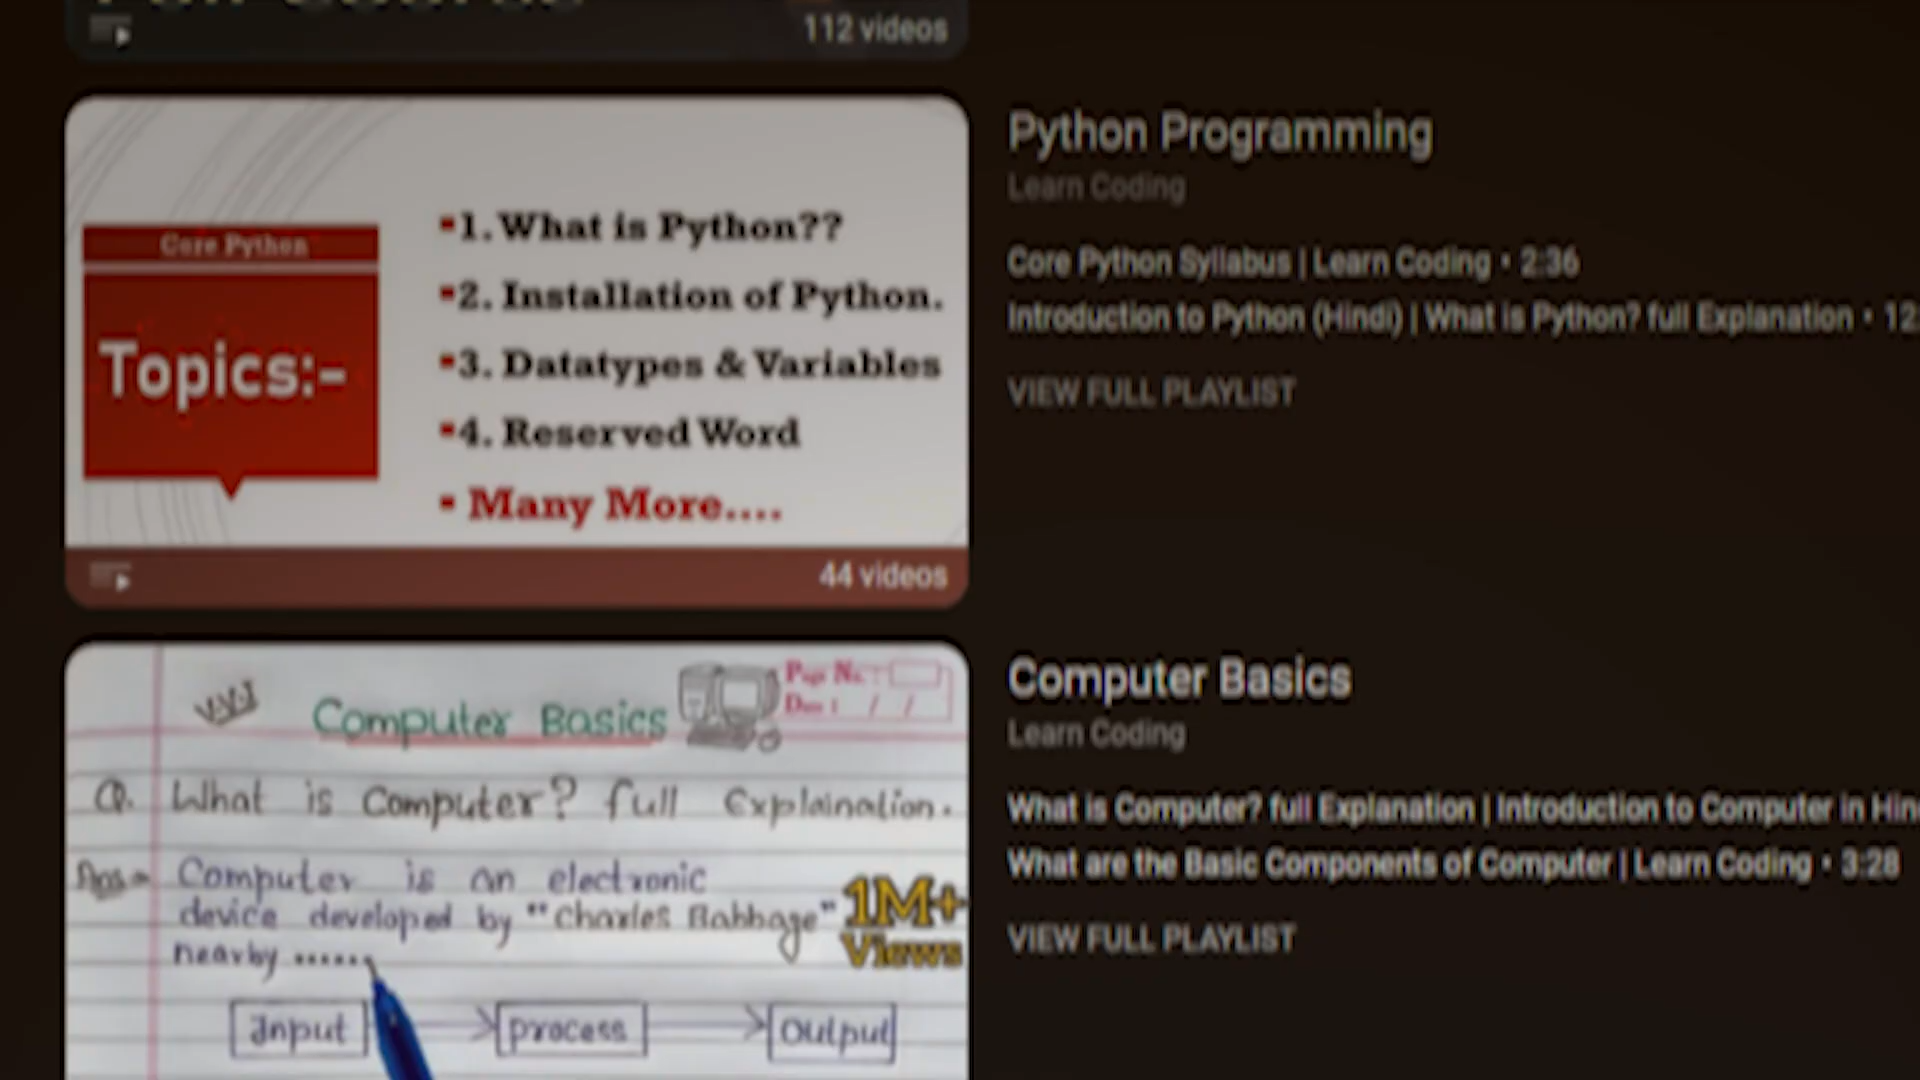 112 videos
Core Python
Topics:-
1. What is Python??
2. Installation of Python.
3. Datatypes & Variables
4. Reserved Word
Many More....
44 videos
Python Programming
Learn Coding
Core Python Syllabus | Learn Coding • 2:36
Introduction to Python (Hindi) | What is Python? full Explanation • 12:
VIEW FULL PLAYLIST
V.V.I
Computer Basics
Page No.:
Date: / /
Q. What is Computer? full Explaination.
Ans Computer is an electronic
device developed by "Charles Babbage"
nearby ......
1M+
Views
Input
process
Output
Computer Basics
Learn Coding
What is Computer? full Explanation | Introduction to Computer in
What are the Basic Components of Computer | Learn Coding • 3:28
VIEW FULL PLAYLIST